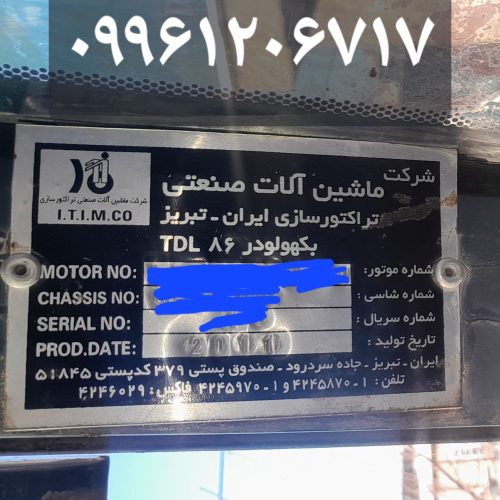 ۰۹۹۶۱۲۰۶۷۱۷
شرکت
ماشین آلات صنعتی
تراکتورسازی ایران - تبریز
بکهولودر TDL ۸۶
شرکت ماشین آلات صنعتی تراکتورسازی
I.T.I.M.CO
MOTOR NO: شماره موتور:
CHASSIS NO: شماره شاسی:
SERIAL NO: شماره سریال:
PROD.DATE: 2011 تاریخ تولید:
ایران - تبریز - جاده سردرود - صندوق پستی ۳۷۹ کدپستی ۵۱۸۴۵
تلفن: ۱-۴۲۴۵۸۷۰ و ۱-۴۲۴۵۹۷۰ فاکس: ۴۲۴۶۰۲۹